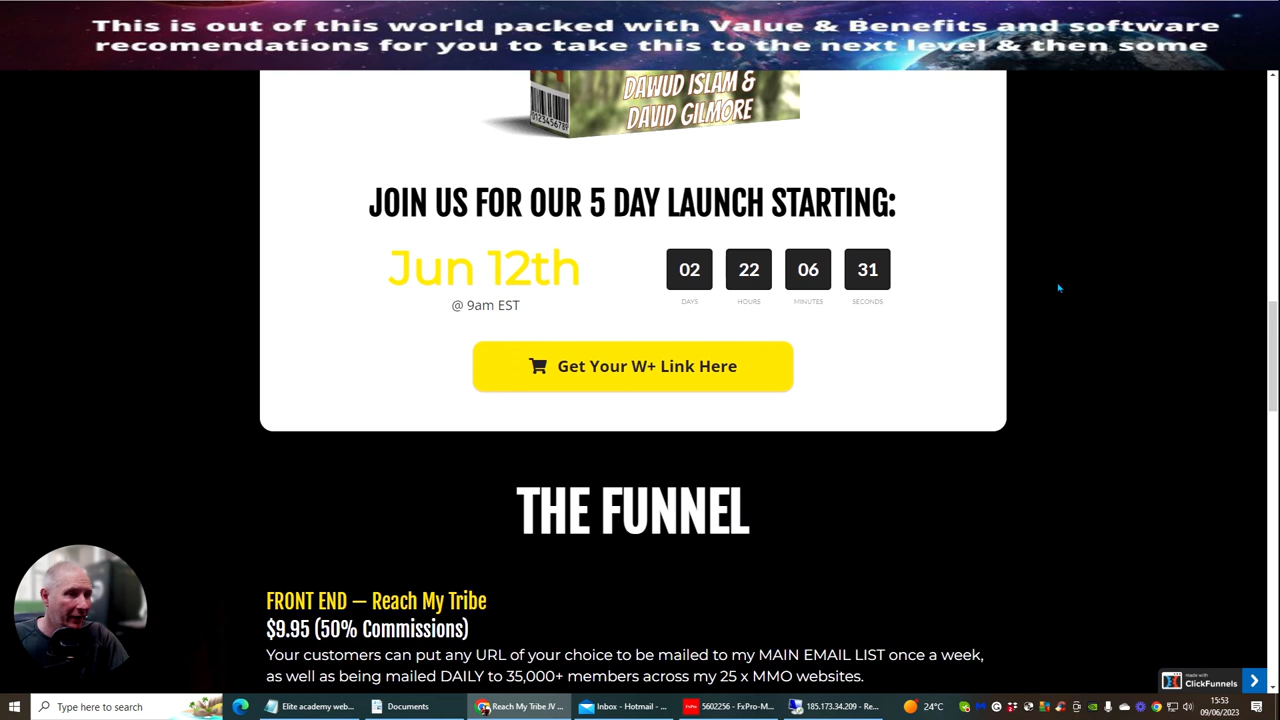 This is out of this world packed with Value & Benefits and software
recomendations for you to take this to the next level & then some
DAWUD ISLAM &
DAVID GILMORE
0123456789
JOIN US FOR OUR 5 DAY LAUNCH STARTING:
Jun 12th
@ 9am EST
02 22 06 31
DAYS HOURS MINUTES SECONDS
Get Your W+ Link Here
THE FUNNEL
FRONT END — Reach My Tribe
$9.95 (50% Commissions)
Your customers can put any URL of your choice to be mailed to my MAIN EMAIL LIST once a week,
as well as being mailed DAILY to 35,000+ members across my 25 x MMO websites.
made with
ClickFunnels
Type here to search
Elite academy web...
Documents
Reach My Tribe JV ...
Inbox - Hotmail - ...
FxPro
5602256 - FxPro-M...
185.173.34.209 - Re...
24°C
15:53
09/06/2023